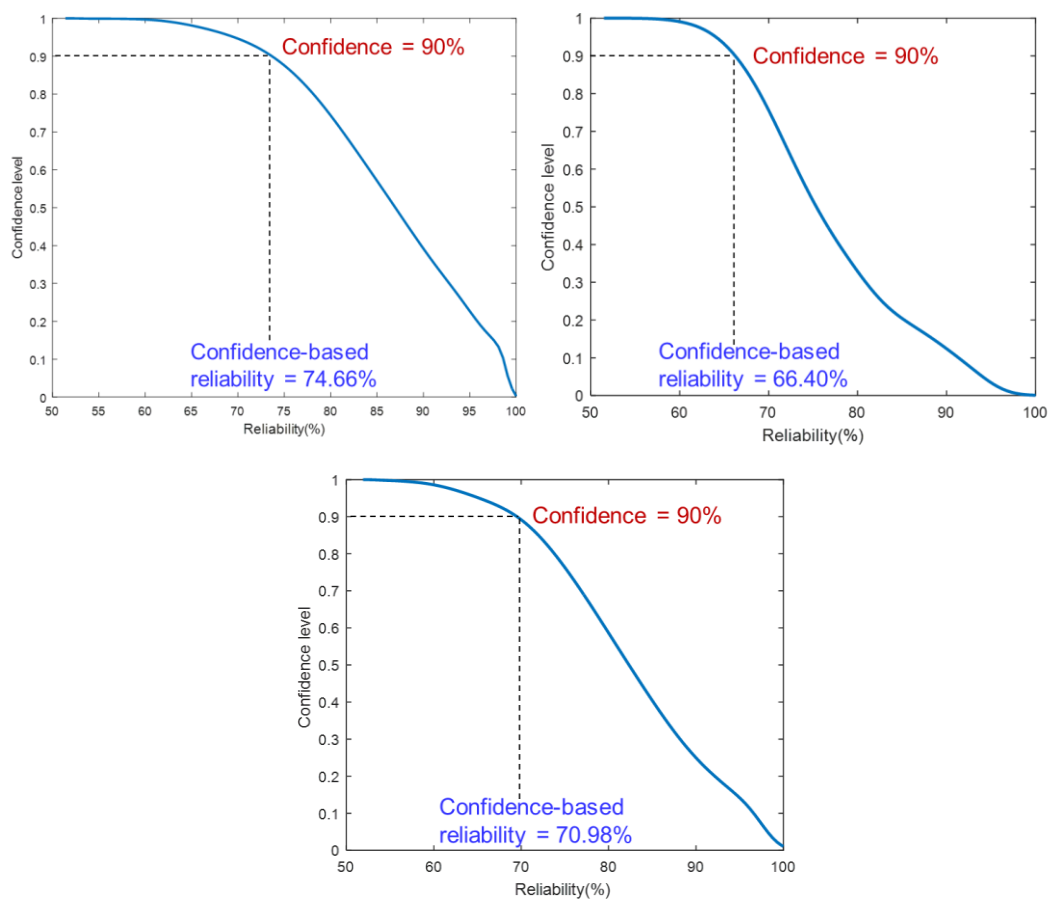 1
0.9
0.8
0.7
0.6
0.5
0.4
0.3
0.2
0.1
0
Confidence level
Confidence = 90%
Confidence-based
reliability = 74.66%
50 55 60 65 70 75 80 85 90 95 100
Reliability(%)
1
0.9
0.8
0.7
0.6
0.5
0.4
0.3
0.2
0.1
0
Confidence level
Confidence = 90%
Confidence-based
reliability = 66.40%
50 60 70 80 90 100
Reliability(%)
1
0.9
0.8
0.7
0.6
0.5
0.4
0.3
0.2
0.1
0
Confidence level
Confidence = 90%
Confidence-based
reliability = 70.98%
50 60 70 80 90 100
Reliability(%)